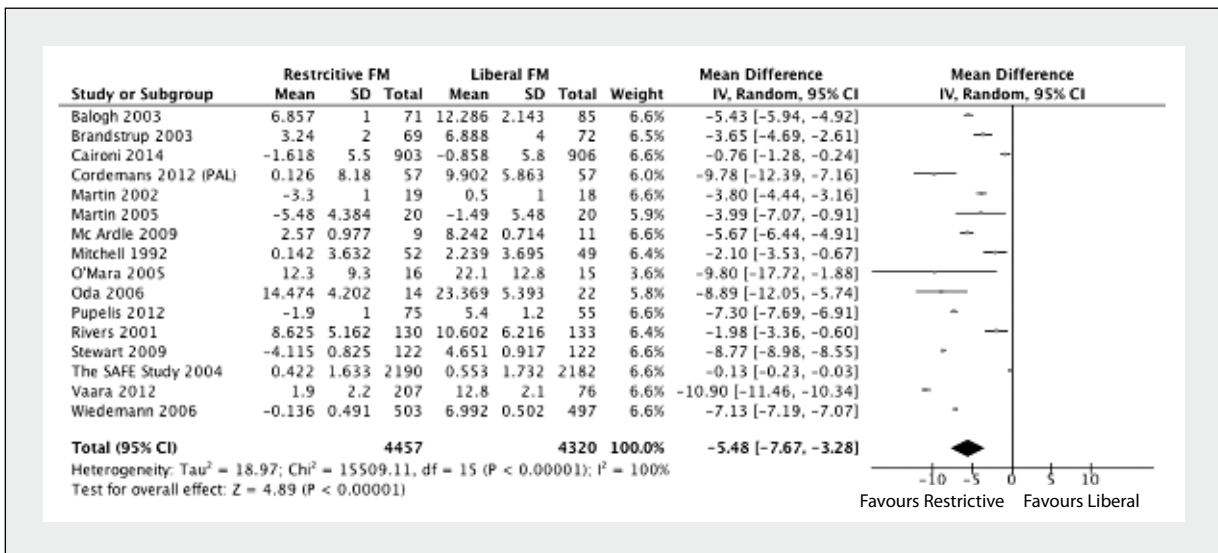 Restrcitive FM Liberal FM Mean Difference Mean Difference
Study or Subgroup Mean SD Total Mean SD Total Weight IV, Random, 95% CI IV, Random, 95% CI
Balogh 2003 6.857 1 71 12.286 2.143 85 6.6% -5.43 [-5.94, -4.92]
Brandstrup 2003 3.24 2 69 6.888 4 72 6.5% -3.65 [-4.69, -2.61]
Caironi 2014 -1.618 5.5 903 -0.858 5.8 906 6.6% -0.76 [-1.28, -0.24]
Cordemans 2012 (PAL) 0.126 8.18 57 9.902 5.863 57 6.0% -9.78 [-12.39, -7.16]
Martin 2002 -3.3 1 19 0.5 1 18 6.6% -3.80 [-4.44, -3.16]
Martin 2005 -5.48 4.384 20 -1.49 5.48 20 5.9% -3.99 [-7.07, -0.91]
Mc Ardle 2009 2.57 0.977 9 8.242 0.714 11 6.6% -5.67 [-6.44, -4.91]
Mitchell 1992 0.142 3.632 52 2.239 3.695 49 6.4% -2.10 [-3.53, -0.67]
O'Mara 2005 12.3 9.3 16 22.1 12.8 15 3.6% -9.80 [-17.72, -1.88]
Oda 2006 14.474 4.202 14 23.369 5.393 22 5.8% -8.89 [-12.05, -5.74]
Pupelis 2012 -1.9 1 75 5.4 1.2 55 6.6% -7.30 [-7.69, -6.91]
Rivers 2001 8.625 5.162 130 10.602 6.216 133 6.4% -1.98 [-3.36, -0.60]
Stewart 2009 -4.115 0.825 122 4.651 0.917 122 6.6% -8.77 [-8.98, -8.55]
The SAFE Study 2004 0.422 1.633 2190 0.553 1.732 2182 6.6% -0.13 [-0.23, -0.03]
Vaara 2012 1.9 2.2 207 12.8 2.1 76 6.6% -10.90 [-11.46, -10.34]
Wiedemann 2006 -0.136 0.491 503 6.992 0.502 497 6.6% -7.13 [-7.19, -7.07]
Total (95% CI) 4457 4320 100.0% -5.48 [-7.67, -3.28]
Heterogeneity: Tau² = 18.97; Chi² = 15509.11, df = 15 (P < 0.00001); I² = 100%
Test for overall effect: Z = 4.89 (P < 0.00001)
-10 -5 0 5 10
Favours Restrictive Favours Liberal